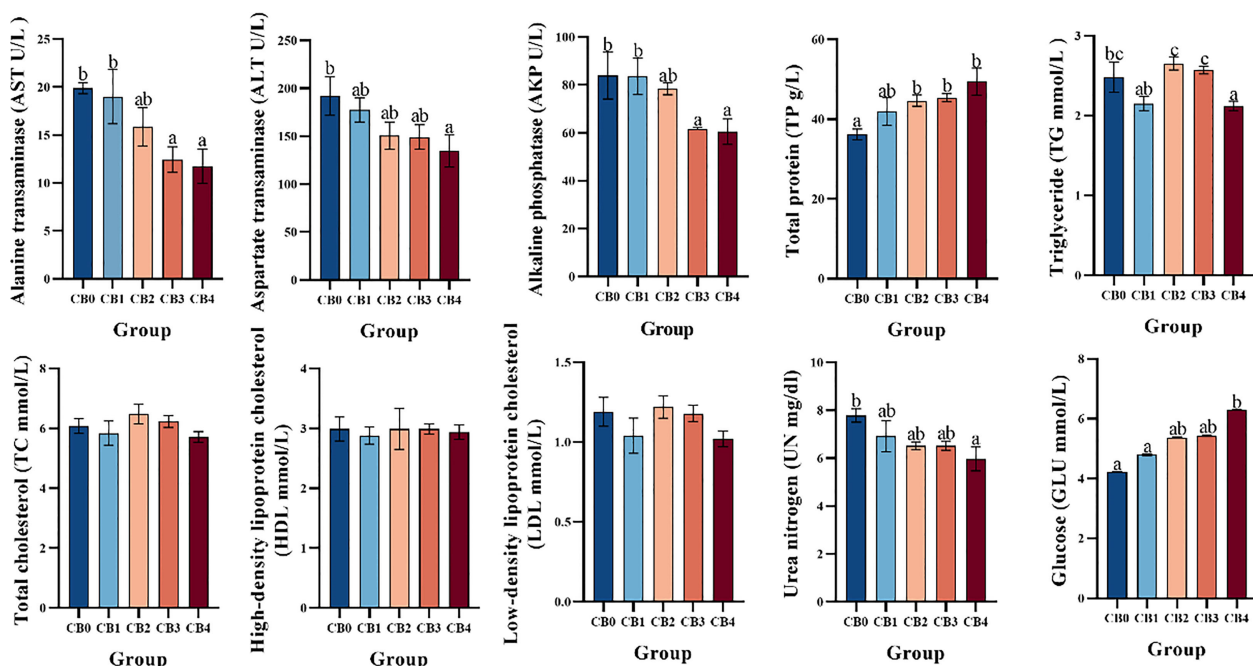 Alanine transaminase (AST U/L )
25
20
15
10
5
0
b
b
ab
a
a
CB0 CB1 CB2 CB3 CB4
Group
Aspartate transaminase (ALT U/L)
250
200
150
100
50
0
b
ab
ab
ab
a
CB0 CB1 CB2 CB3 CB4
Group
Alkaline phosphatase (AKP U/L)
100
80
60
40
20
0
b
b
ab
a
a
CB0 CB1 CB2 CB3 CB4
Group
Total protein (TP g/L)
60
40
20
0
a
ab
b
b
b
CB0 CB1 CB2 CB3 CB4
Group
Triglyceride (TG mmol/L )
3
2
1
0
bc
ab
c
c
a
CB0 CB1 CB2 CB3 CB4
Group
Total cholesterol (TC mmol/L)
8
6
4
2
0
CB0 CB1 CB2 CB3 CB4
Group
High-density lipoprotein cholesterol
(HDL mmol/L)
4
3
2
1
0
CB0 CB1 CB2 CB3 CB4
Group
Low-density lipoprotein cholesterol
(LDL mmol/L)
1.5
1.0
0.5
0.0
CB0 CB1 CB2 CB3 CB4
Group
Urea nitrogen (UN mg/dl)
10
8
6
4
2
0
b
ab
ab
ab
a
CB0 CB1 CB2 CB3 CB4
Group
Glucose (GLU mmol/L)
8
6
4
2
0
a
a
ab
ab
b
CB0 CB1 CB2 CB3 CB4
Group